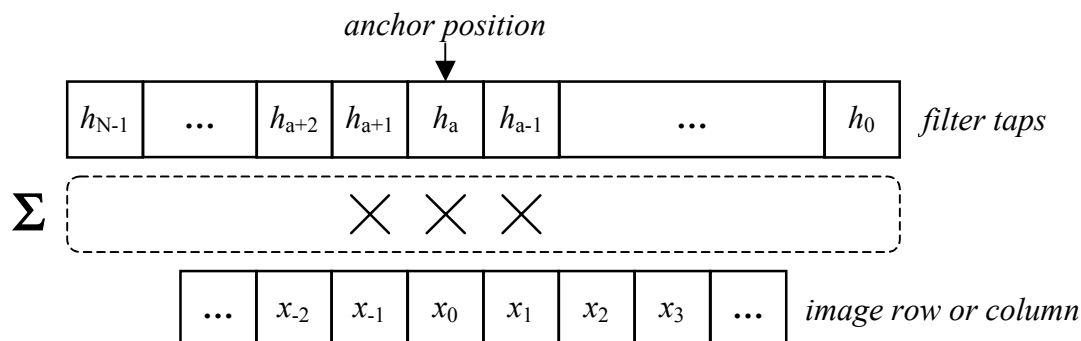 anchor position
h_{N-1} ... h_{a+2} h_{a+1} h_a h_{a-1} ... h_0 filter taps
Σ
... x_{-2} x_{-1} x_0 x_1 x_2 x_3 ... image row or column